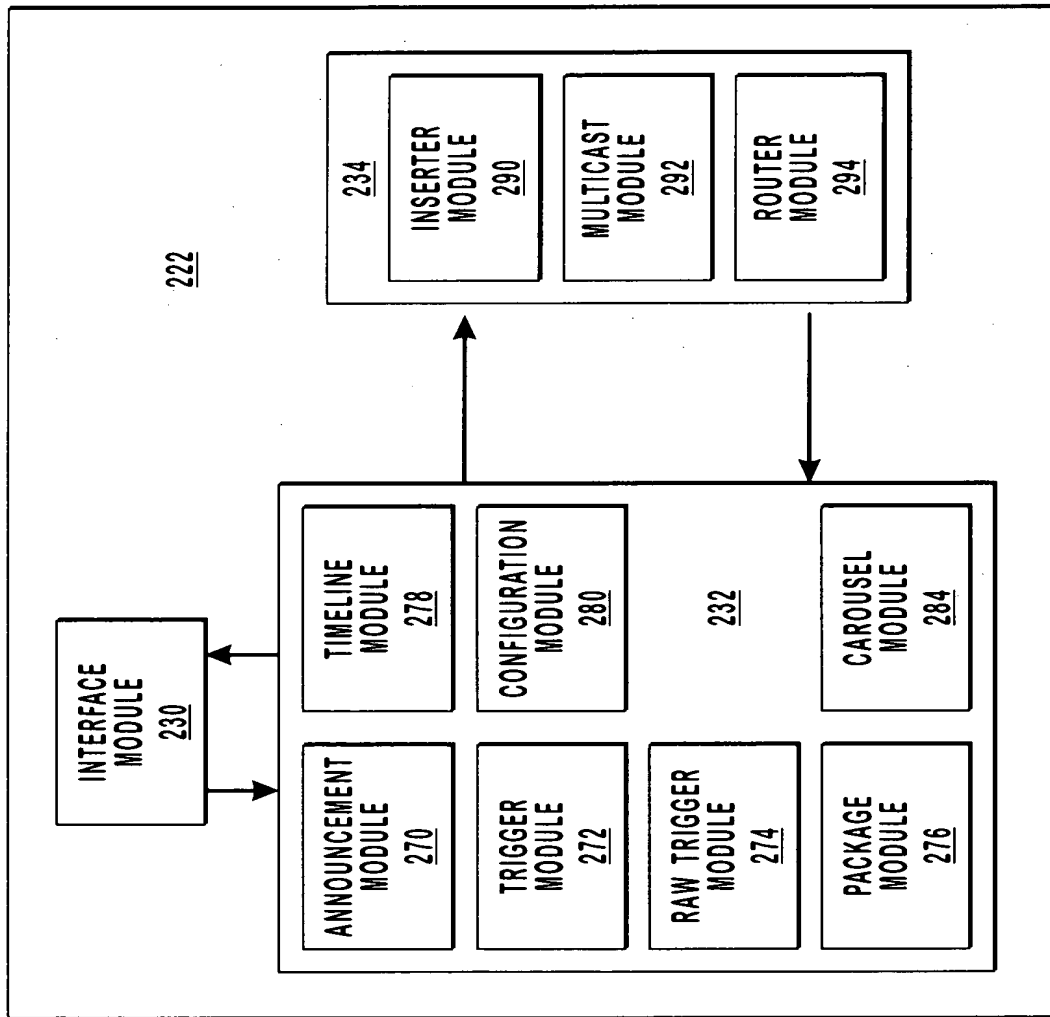 222
INTERFACE
MODULE
230
ANNOUNCEMENT
MODULE
270
TIMELINE
MODULE
278
TRIGGER
MODULE
272
CONFIGURATION
MODULE
280
RAW TRIGGER
MODULE
274
232
PACKAGE
MODULE
276
CAROUSEL
MODULE
284
234
INSERTER
MODULE
290
MULTICAST
MODULE
292
ROUTER
MODULE
294